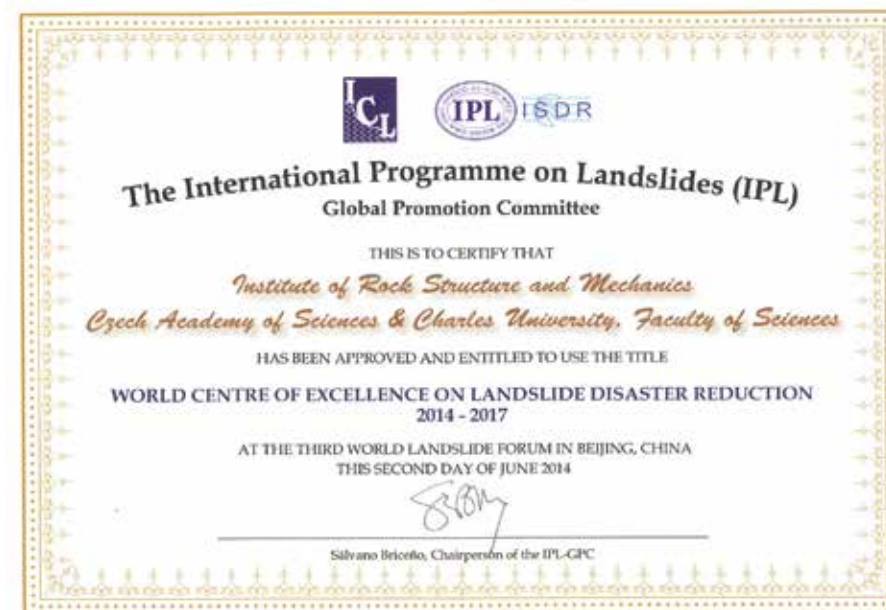 ICL IPL ISDR
The International Programme on Landslides (IPL)
Global Promotion Committee
THIS IS TO CERTIFY THAT
Institute of Rock Structure and Mechanics
Czech Academy of Sciences & Charles University, Faculty of Sciences
HAS BEEN APPROVED AND ENTITLED TO USE THE TITLE
WORLD CENTRE OF EXCELLENCE ON LANDSLIDE DISASTER REDUCTION
2014 - 2017
AT THE THIRD WORLD LANDSLIDE FORUM IN BEIJING, CHINA
THIS SECOND DAY OF JUNE 2014
Sálvano Briceño, Chairperson of the IPL-GPC